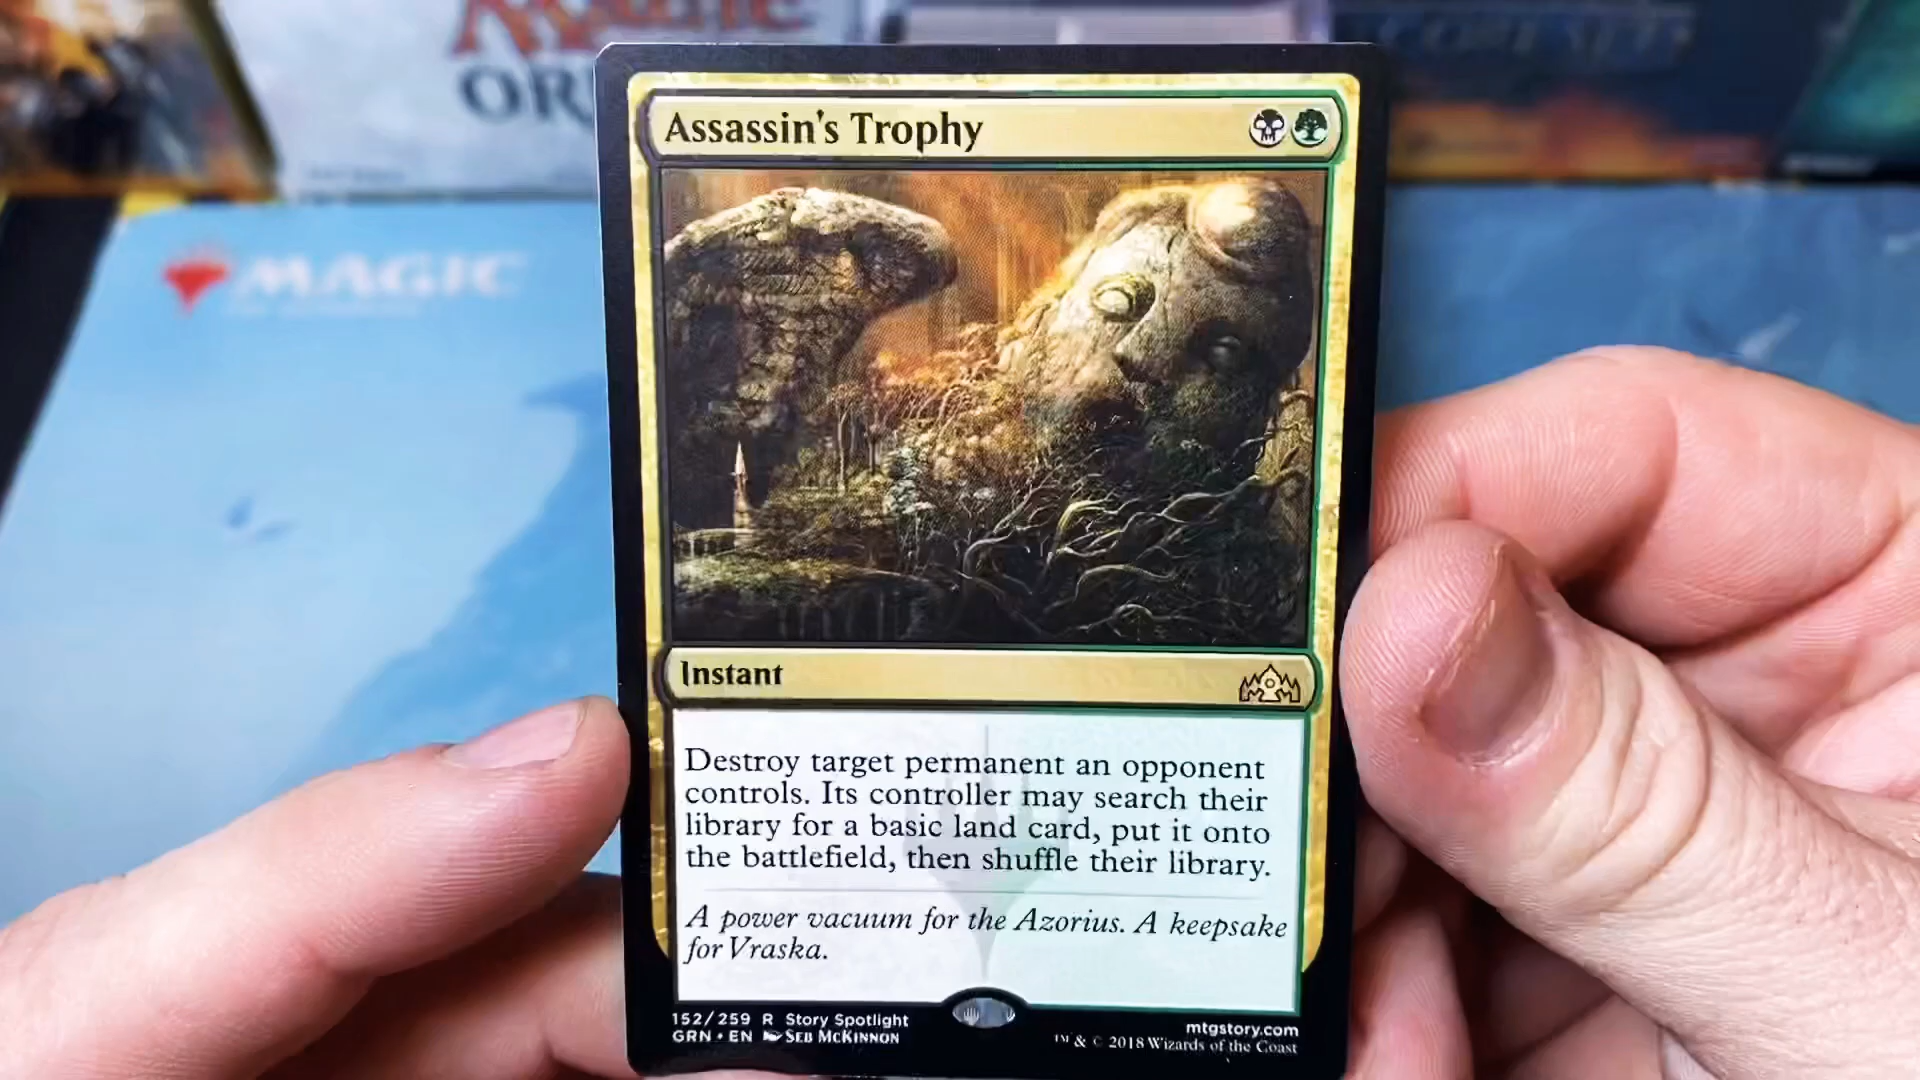 MAGIC
Assassin's Trophy
Instant
Destroy target permanent an opponent
controls. Its controller may search their
library for a basic land card, put it onto
the battlefield, then shuffle their library.
A power vacuum for the Azorius. A keepsake
for Vraska.
152/259 R Story Spotlight
GRN • EN SEB MCKINNON
mtgstory.com
™ & © 2018 Wizards of the Coast